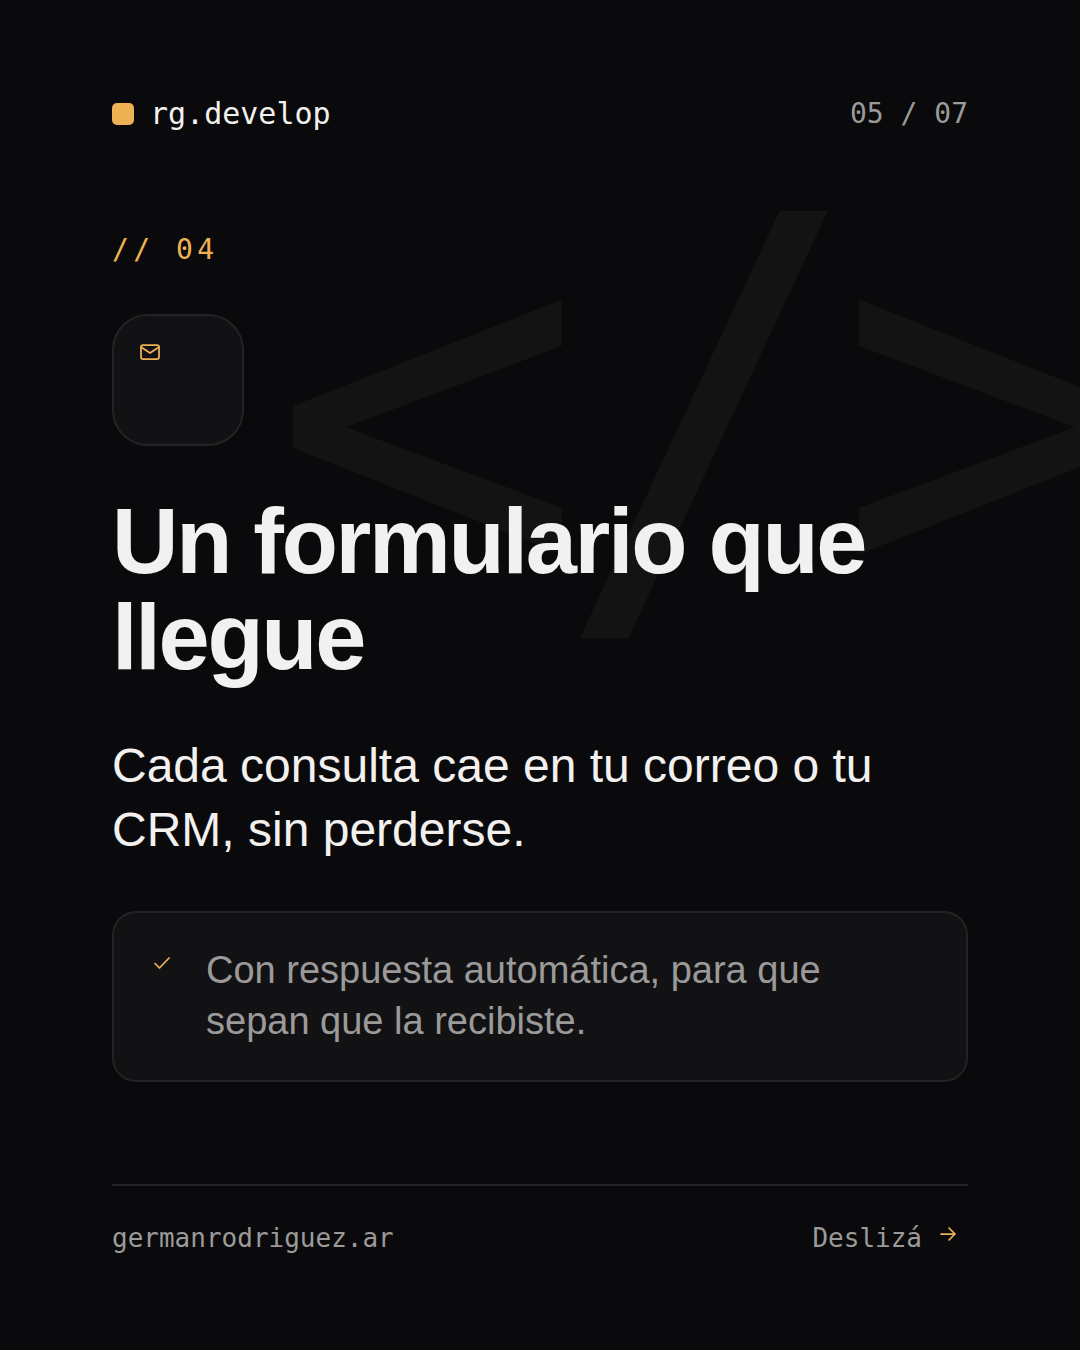 rg.develop
05 / 07
// 04
</>
Un formulario que
llegue
Cada consulta cae en tu correo o tu
CRM, sin perderse.
Con respuesta automática, para que
sepan que la recibiste.
germanrodriguez.ar
Deslizá →